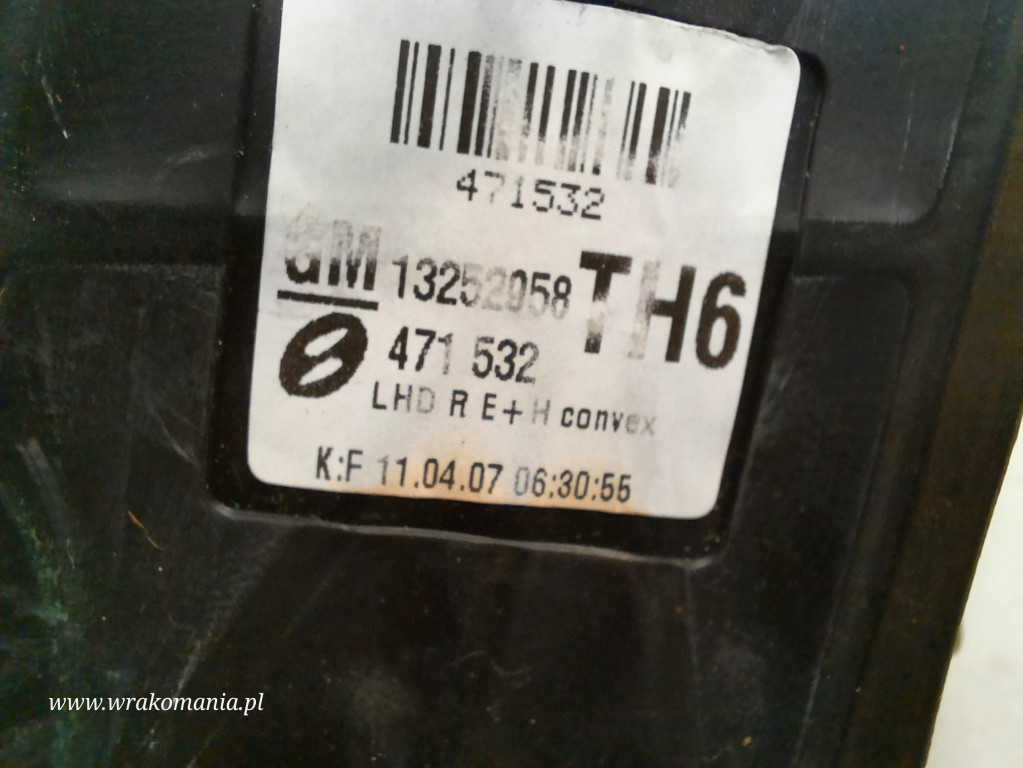 471532
GM 13252958 TH6
471 532
LHD R E+H convex
K:F 11.04.07 06:30:55
www.wrakomania.pl